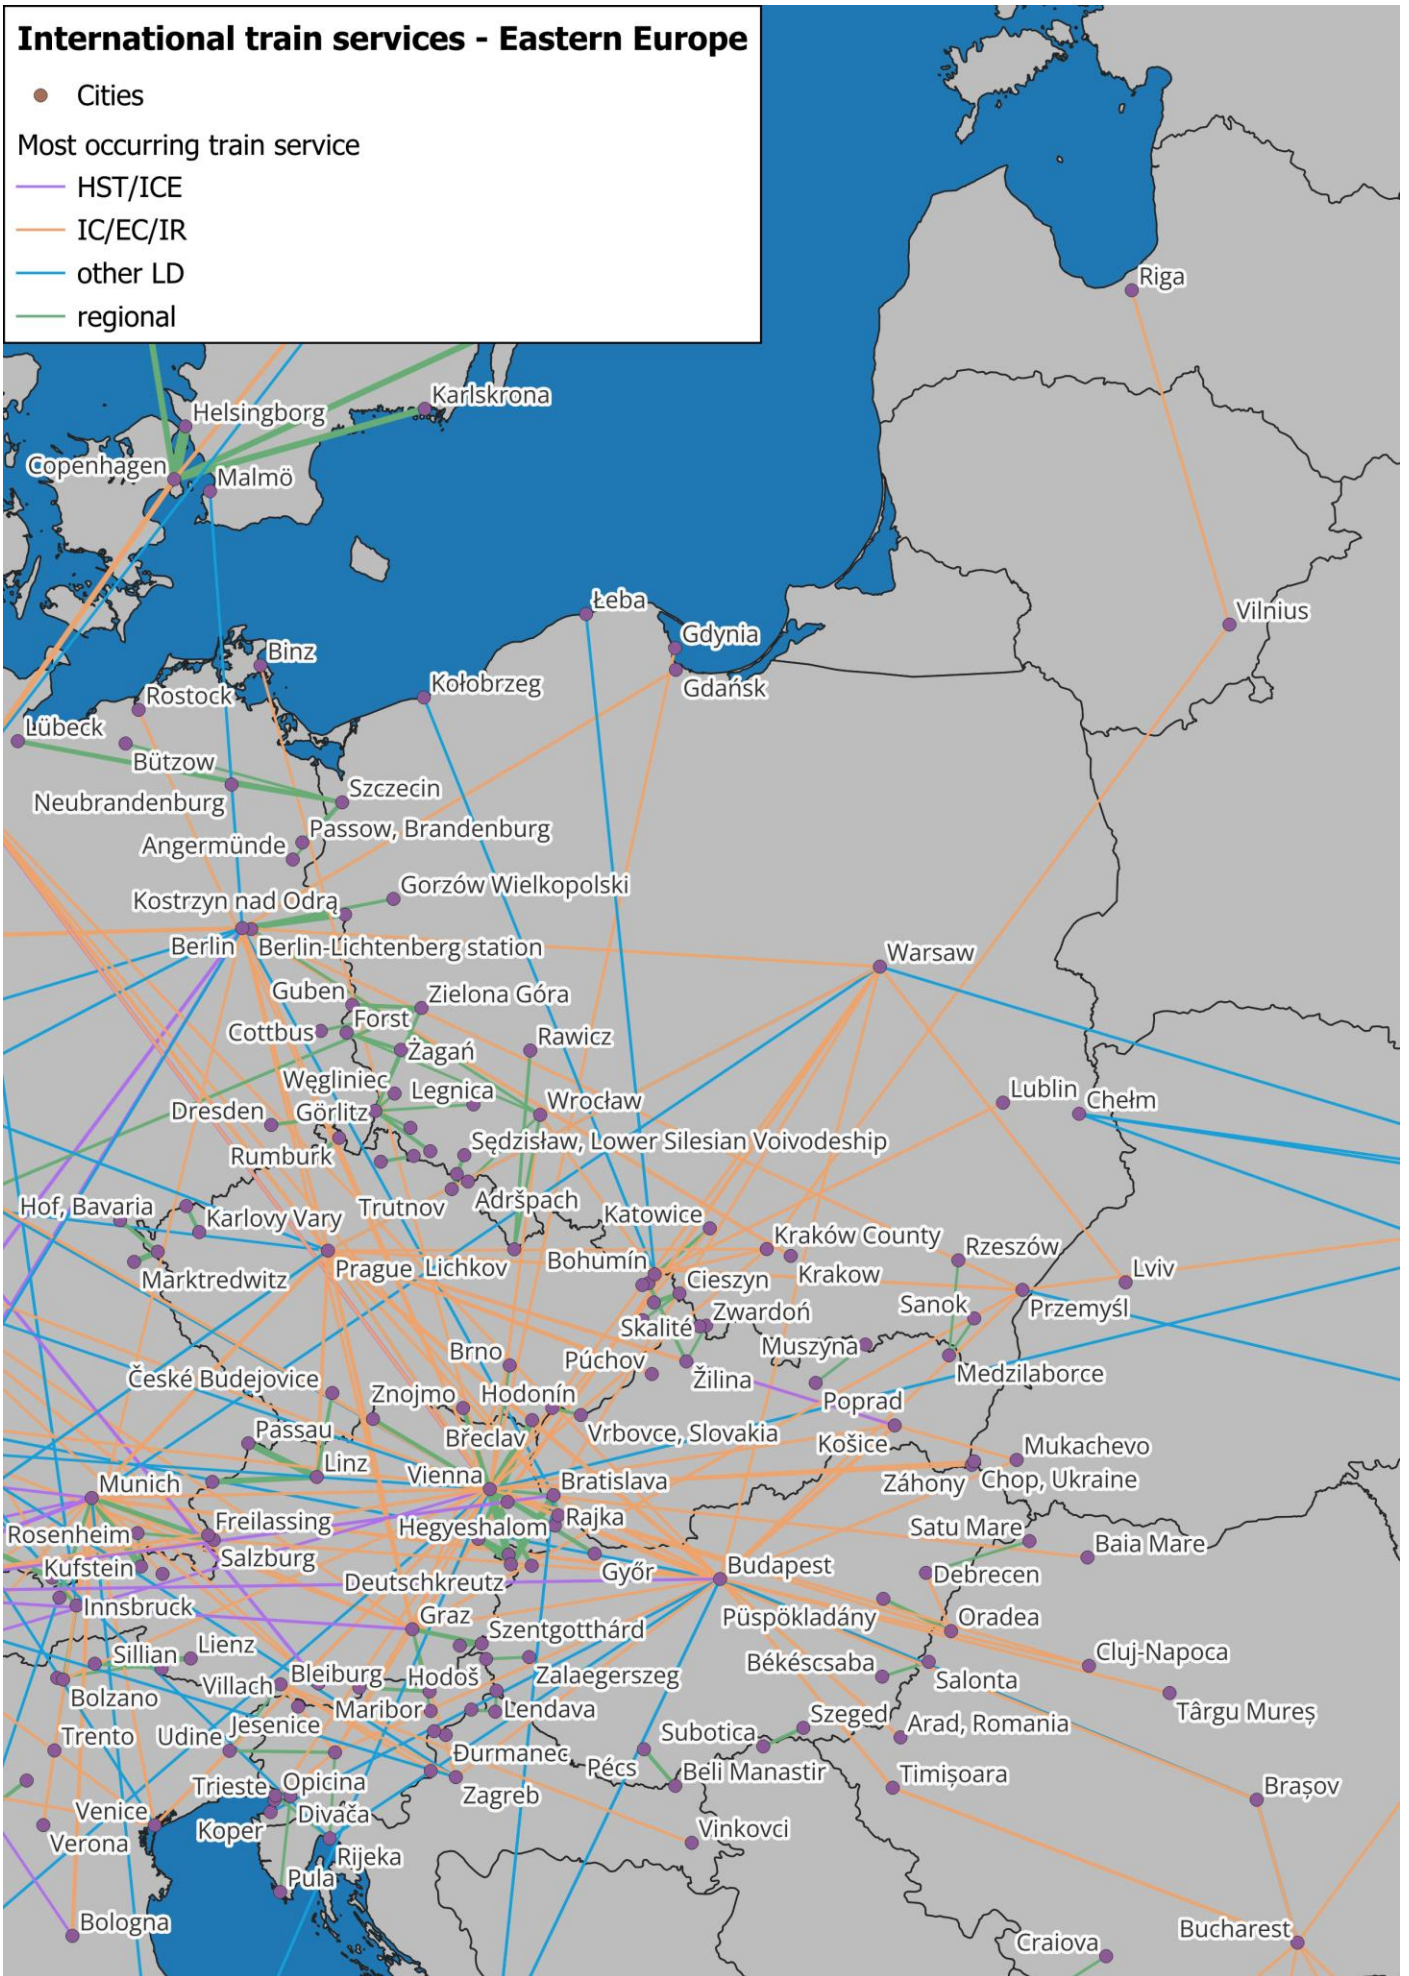 International train services - Eastern Europe
Cities
Most occurring train service
HST/ICE
IC/EC/IR
other LD
regional
Riga
Karlskrona
Helsingborg
Copenhagen
Malmö
Łeba
Vilnius
Gdynia
Binz
Gdańsk
Kołobrzeg
Rostock
Lübeck
Bützow
Szczecin
Neubrandenburg
Passow, Brandenburg
Angermünde
Gorzów Wielkopolski
Kostrzyn nad Odrą
Berlin
Berlin-Lichtenberg station
Warsaw
Guben
Zielona Góra
Forst
Cottbus
Rawicz
Żagań
Węgliniec
Legnica
Lublin
Chełm
Dresden
Görlitz
Wrocław
Rumburk
Sędzisław, Lower Silesian Voivodeship
Hof, Bavaria
Karlovy Vary
Trutnov
Adršpach
Katowice
Kraków County
Rzeszów
Prague
Lichkov
Bohumín
Krakow
Lviv
Marktredwitz
Cieszyn
Przemyśl
Sanok
Zwardoń
Skalité
Muszyna
Brno
Púchov
Žilina
Medzilaborce
České Budejovice
Znojmo
Hodonín
Poprad
Passau
Břeclav
Vrbovce, Slovakia
Košice
Mukachevo
Linz
Vienna
Bratislava
Záhony
Chop, Ukraine
Munich
Freilassing
Hegyeshalom
Rajka
Satu Mare
Rosenheim
Baia Mare
Salzburg
Kufstein
Győr
Budapest
Debrecen
Deutschkreutz
Innsbruck
Graz
Püspökladány
Oradea
Szentgotthárd
Sillian
Lienz
Cluj-Napoca
Békéscsaba
Bleiburg
Hodoš
Zalaegerszeg
Salonta
Villach
Bolzano
Maribor
Lendava
Târgu Mureș
Szeged
Trento
Udine
Jesenice
Subotica
Arad, Romania
Đurmanec
Pécs
Beli Manastir
Timișoara
Trieste
Opicina
Zagreb
Brașov
Venice
Divača
Koper
Vinkovci
Verona
Rijeka
Pula
Bologna
Bucharest
Craiova